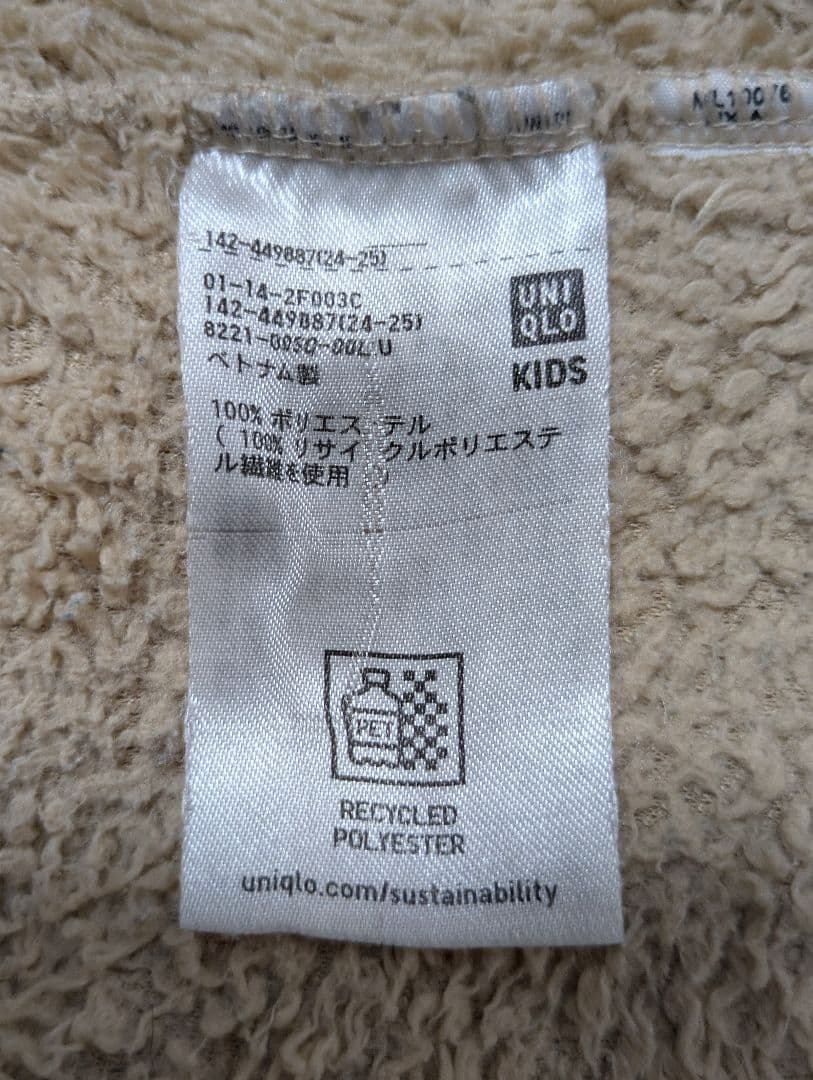 142-449887(24-25)
01-14-2F003C
142-449887(24-25)
ベトナム製
UNI
QLO
KIDS
100% ポリエステル
( 100% リサイクルポリエステ
ル繊維を使用 )
PET
RECYCLED
POLYESTER
uniqlo.com/sustainability